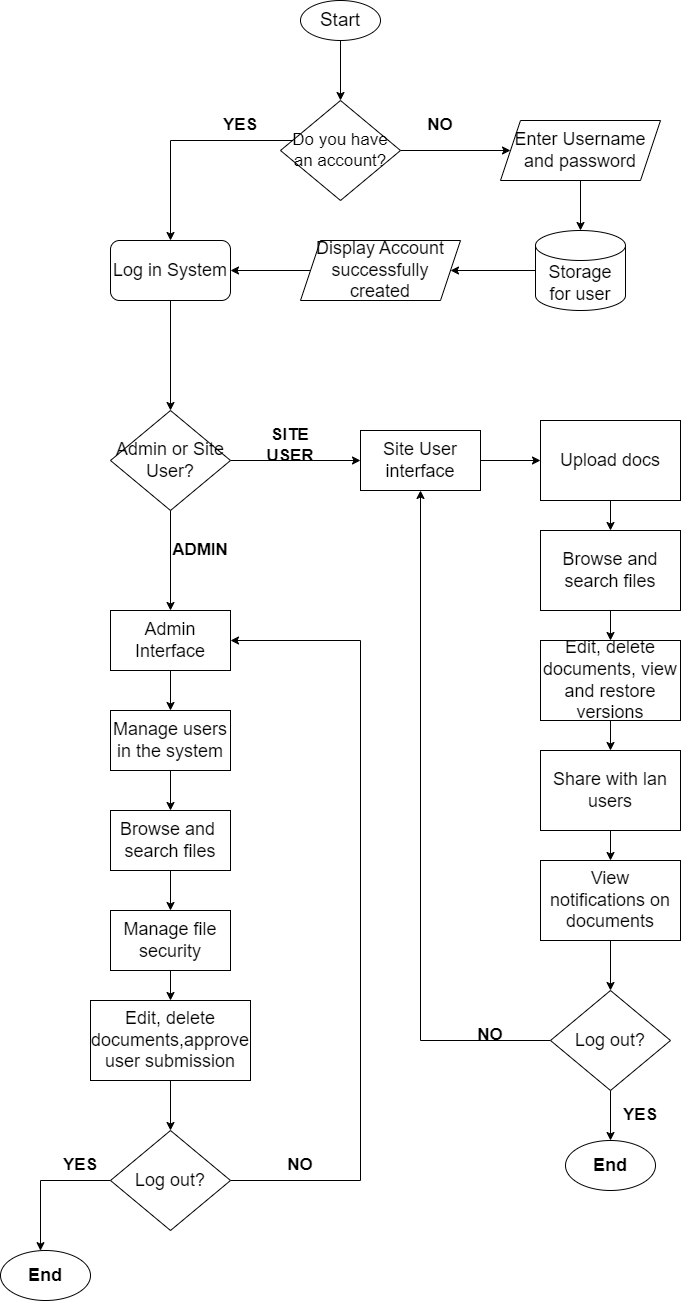 Start
YES
NO
Do you have
an account?
Enter Username
and password
Log in System
Display Account
successfully
created
Storage
for user
Admin or Site
User?
SITE
USER
Site User
interface
Upload docs
ADMIN
Browse and
search files
Admin
Interface
Edit, delete
documents, view
and restore
versions
Manage users
in the system
Share with lan
users
Browse and
search files
View
notifications on
documents
Manage file
security
Edit, delete
documents,approve
user submission
NO
Log out?
YES
End
YES
Log out?
NO
End